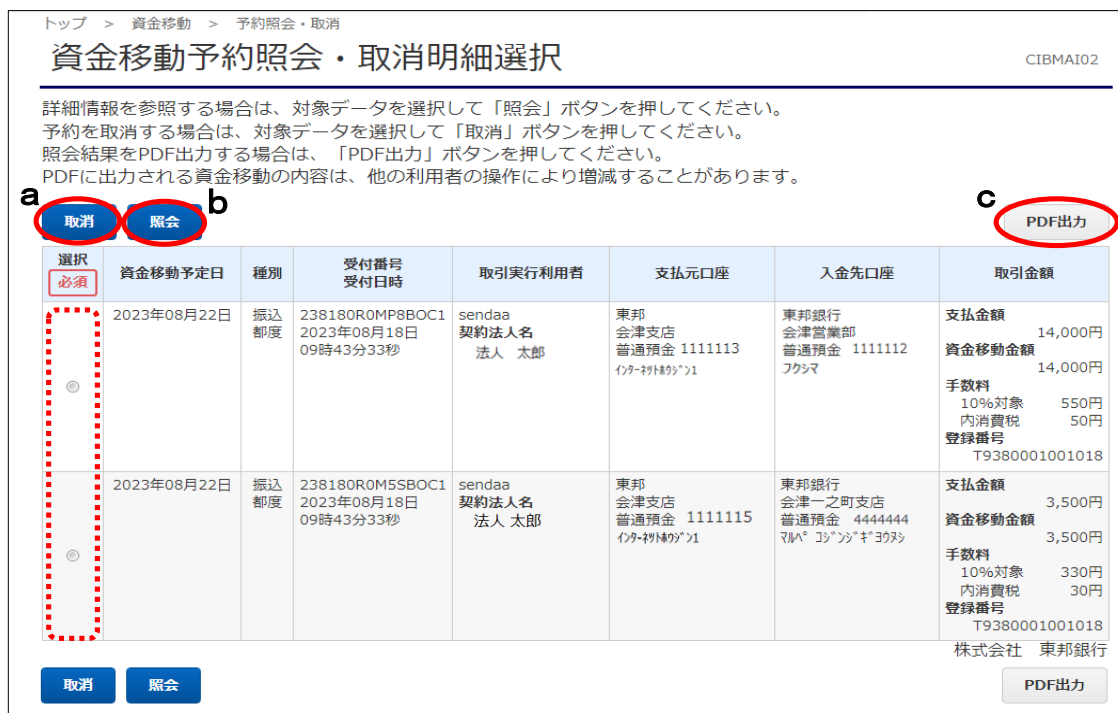 トップ > 資金移動 > 予約照会・取消
資金移動予約照会・取消明細選択
CIBMAI02
詳細情報を参照する場合は、対象データを選択して「照会」ボタンを押してください。
予約を取消する場合は、対象データを選択して「取消」ボタンを押してください。
照会結果をPDF出力する場合は、「PDF出力」ボタンを押してください。
PDFに出力される資金移動の内容は、他の利用者の操作により増減することがあります。
a 取消 照会 b c PDF出力
選択 必須 資金移動予定日 種別 受付番号 受付日時 取引実行利用者 支払元口座 入金先口座 取引金額
2023年08月22日
振込
都度
238180R0MP8BOC1
2023年08月18日
09時43分33秒
sendaa
契約法人名
法人 太郎
東邦
会津支店
普通預金 1111113
インターネットホウジン1
東邦銀行
会津営業部
普通預金 1111112
フクシマ
支払金額
14,000円
資金移動金額
14,000円
手数料
10%対象 550円
内消費税 50円
登録番号
T9380001001018
2023年08月22日
振込
都度
238180R0M5SBOC1
2023年08月18日
09時43分33秒
sendaa
契約法人名
法人 太郎
東邦
会津支店
普通預金 1111115
インターネットホウジン1
東邦銀行
会津一之町支店
普通預金 4444444
マルペ コジンジギヨウヌシ
支払金額
3,500円
資金移動金額
3,500円
手数料
10%対象 330円
内消費税 30円
登録番号
T9380001001018
株式会社 東邦銀行
取消 照会 PDF出力